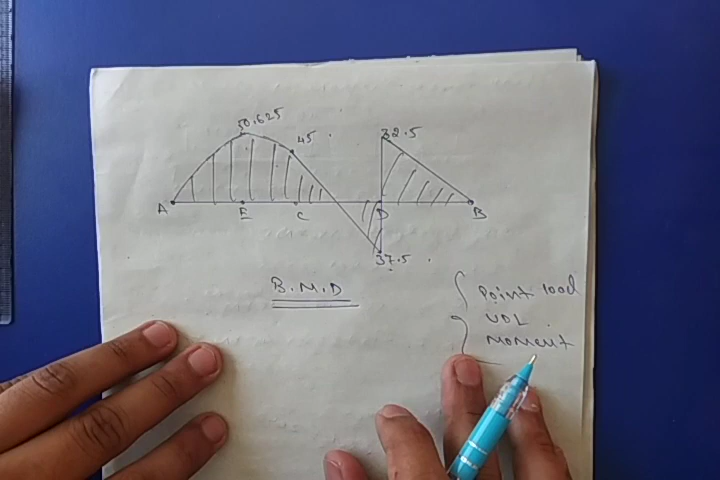 50.625
45
32.5
A E C D B
37.5
B.M.D
Point load
UDL
Moment